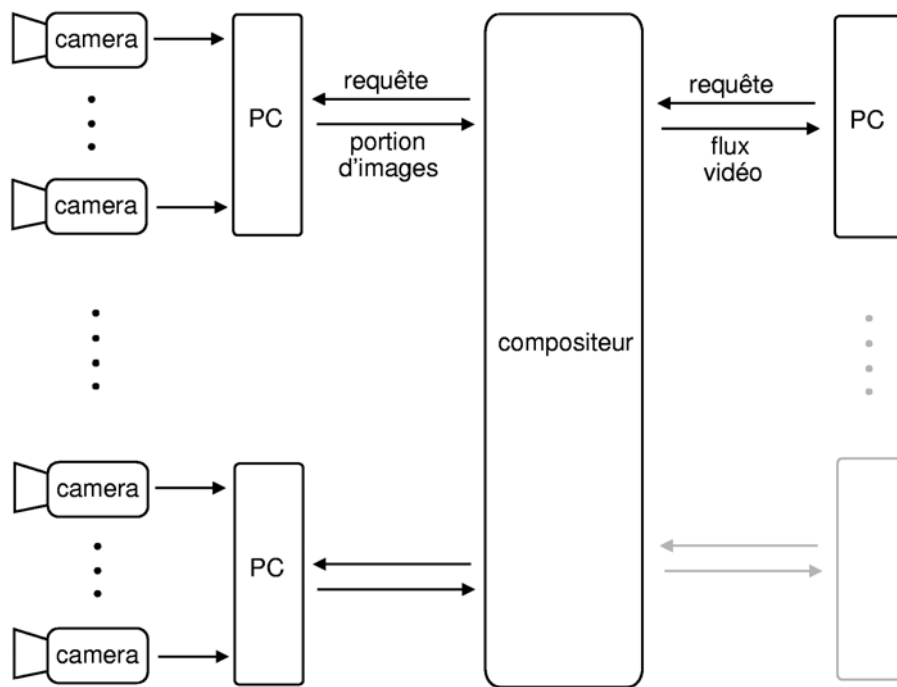 camera
requête
requête
PC
PC
portion
d'images
flux
vidéo
camera
compositeur
camera
PC
camera